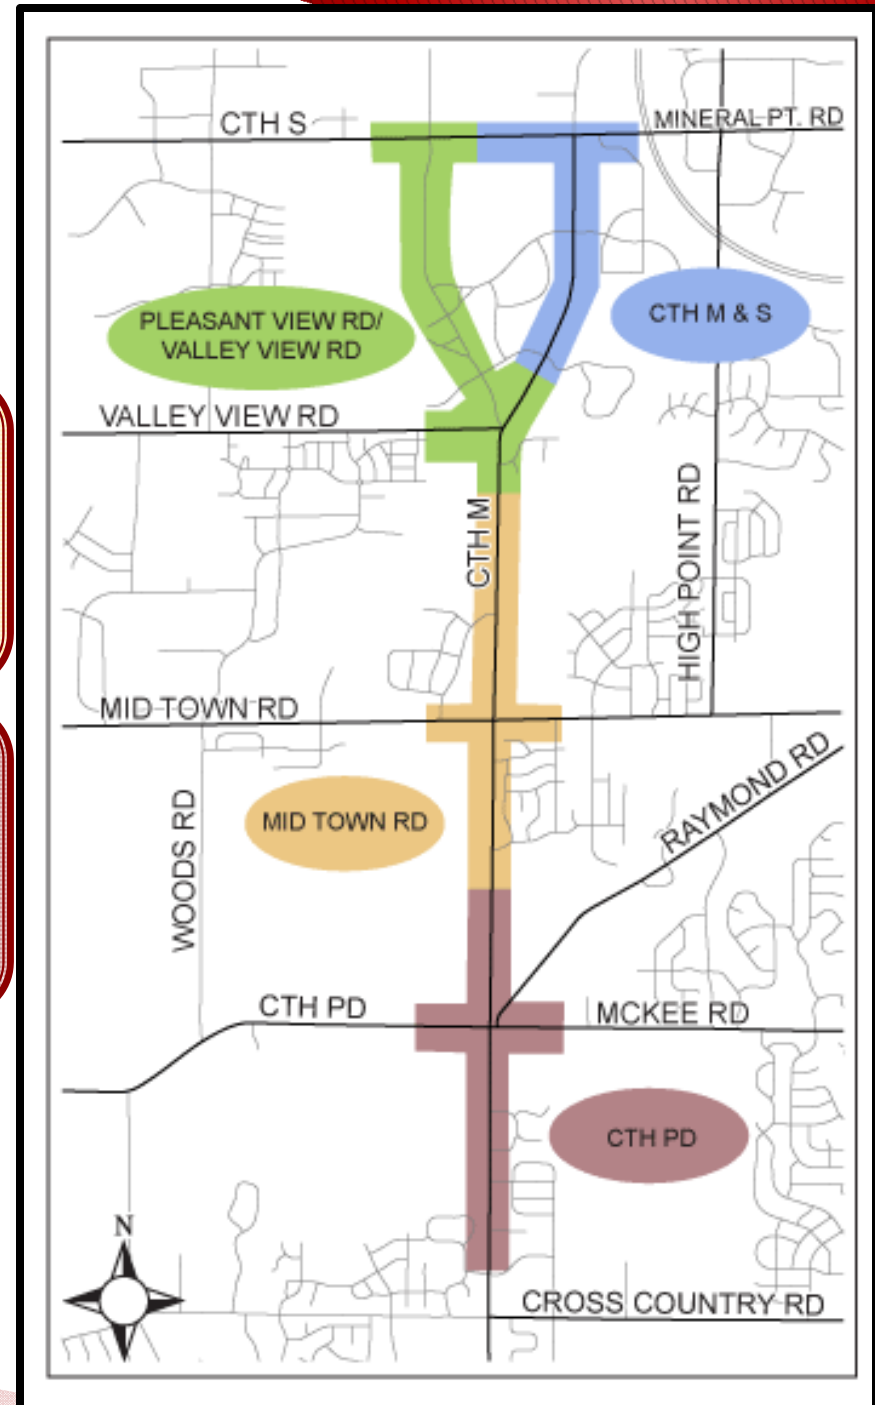 CTH S
MINERAL PT. RD
PLEASANT VIEW RD/
VALLEY VIEW RD
CTH M & S
VALLEY VIEW RD
CTH M
HIGH POINT RD
MID TOWN RD
RAYMOND RD
MID TOWN RD
WOODS RD
CTH PD
MCKEE RD
CTH PD
N
CROSS COUNTRY RD